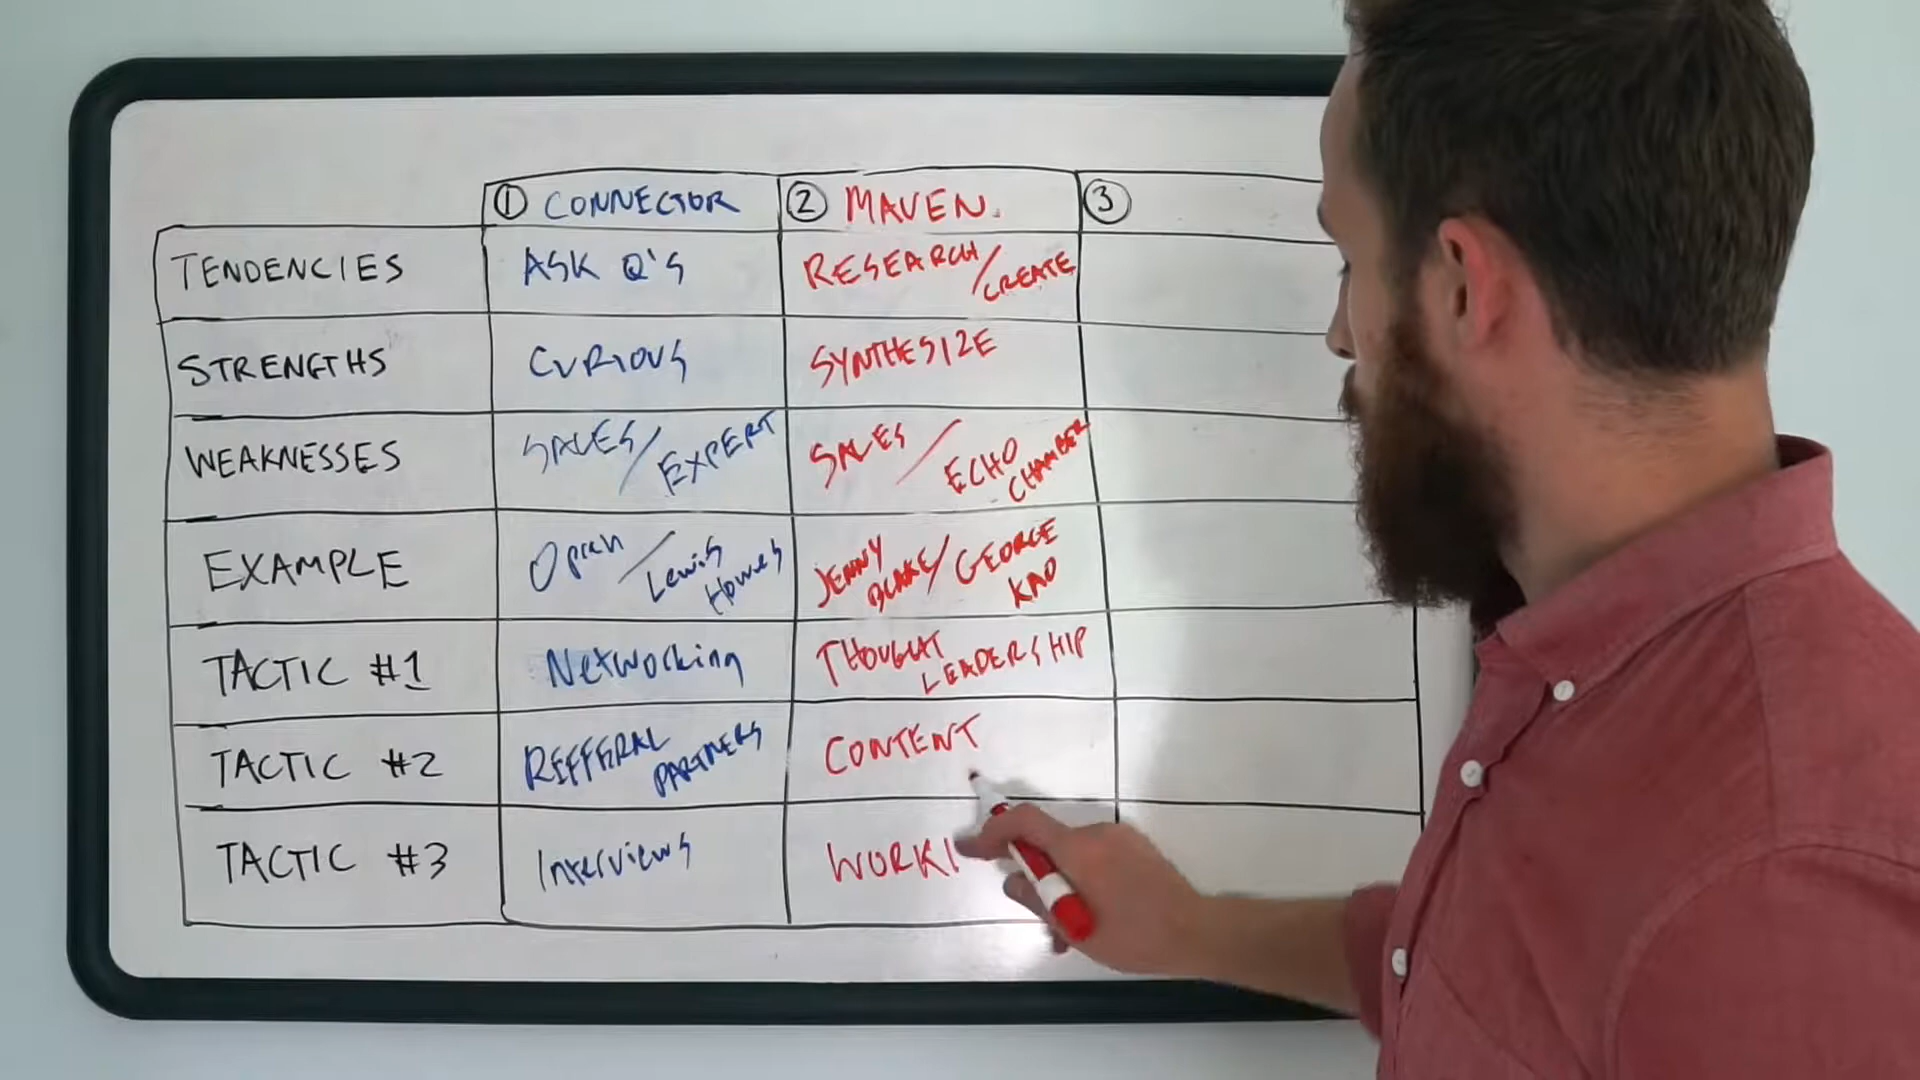 ① CONNECTOR ② MAVEN. ③
TENDENCIES ASK Q'S RESEARCH / CREATE
STRENGTHS CURIOUS SYNTHESIZE
WEAKNESSES SALES / EXPERT SALES / ECHO CHAMBER
EXAMPLE Oprah / Lewis Howes JENNY BLAKE / GEORGE KAO
TACTIC #1 Networking THOUGHT LEADERSHIP
TACTIC #2 REFFERAL PARTNERS CONTENT
TACTIC #3 Interviews